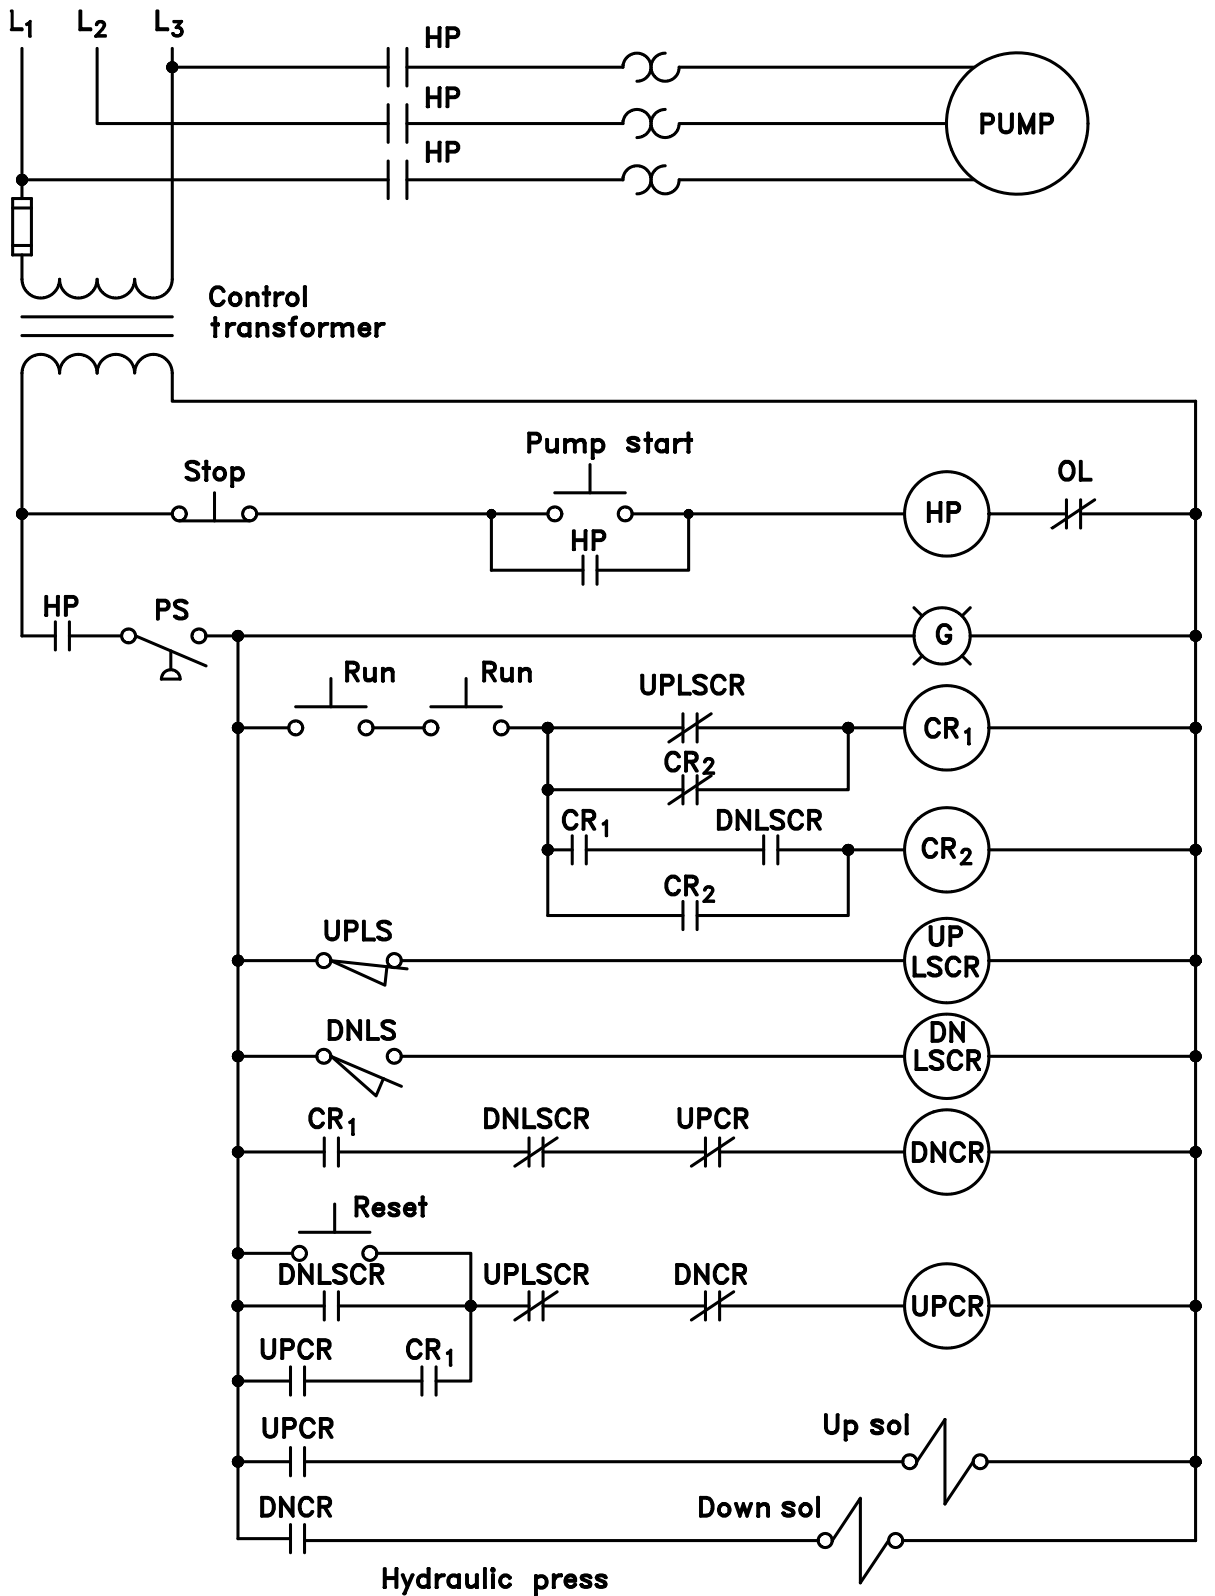 L1 L2 L3
HP
HP
PUMP
HP
Control
transformer
Pump start
Stop
OL
HP
HP
HP
PS
G
Run
Run
UPLSCR
CR1
CR2
CR1
DNLSCR
CR2
CR2
UPLS
UP
LSCR
DNLS
DN
LSCR
CR1
DNLSCR
UPCR
DNCR
Reset
DNLSCR
UPLSCR
DNCR
UPCR
UPCR
CR1
UPCR
Up sol
DNCR
Down sol
Hydraulic press